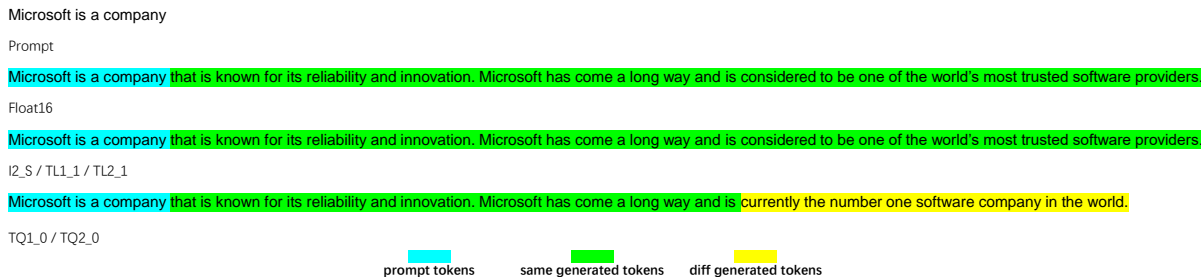 Microsoft is a company
Prompt
Microsoft is a company that is known for its reliability and innovation. Microsoft has come a long way and is considered to be one of the world's most trusted software providers.
Float16
Microsoft is a company that is known for its reliability and innovation. Microsoft has come a long way and is considered to be one of the world's most trusted software providers.
I2_S / TL1_1 / TL2_1
Microsoft is a company that is known for its reliability and innovation. Microsoft has come a long way and is currently the number one software company in the world.
TQ1_0 / TQ2_0
prompt tokens same generated tokens diff generated tokens